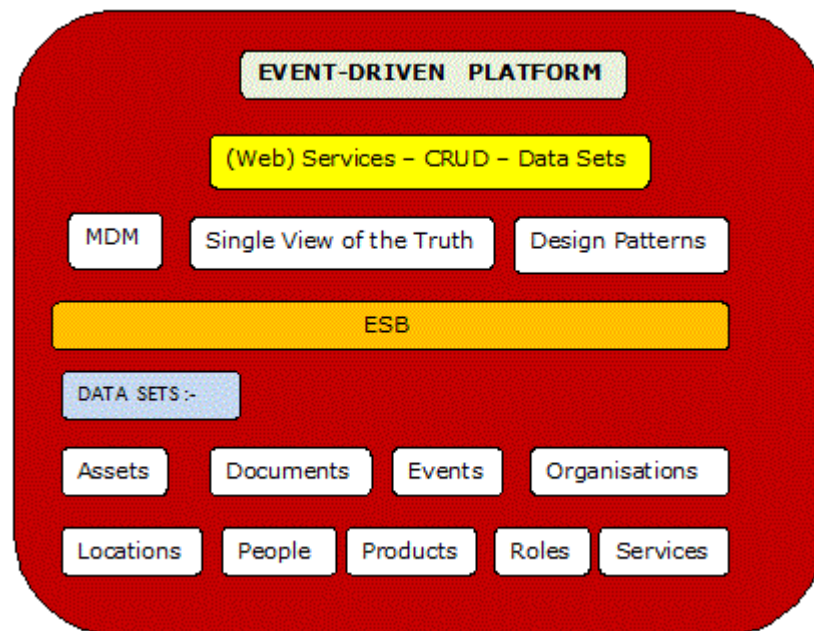 EVENT-DRIVEN PLATFORM
(Web) Services – CRUD – Data Sets
MDM
Single View of the Truth
Design Patterns
ESB
DATA SETS :-
Assets
Documents
Events
Organisations
Locations
People
Products
Roles
Services